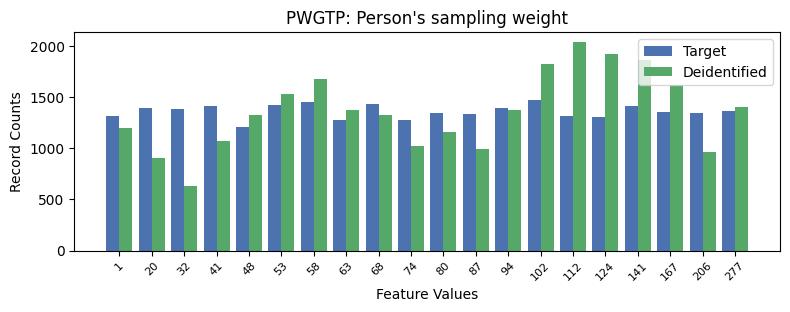 PWGTP: Person's sampling weight
Target
Deidentified
Record Counts
2000
1500
1000
500
0
1 20 32 41 48 53 58 63 68 74 80 87 94 102 112 124 141 167 206 277
Feature Values